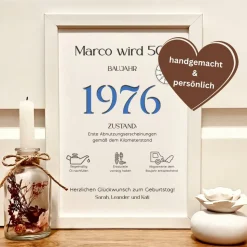 Marco wird 50
BAUJAHR
1976
ZUSTAND:
Erste Abnutzungserscheinungen
gemäß dem Kilometerstand
Herzlichen Glückwunsch zum Geburtstag!
Sarah, Leander und Kati
handgemacht
&
persönlich